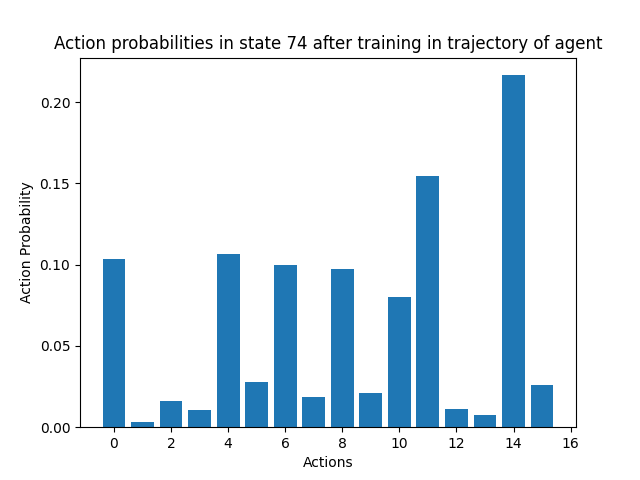 Action probabilities in state 74 after training in trajectory of agent
Action Probability
0.20
0.15
0.10
0.05
0.00
0 2 4 6 8 10 12 14 16
Actions